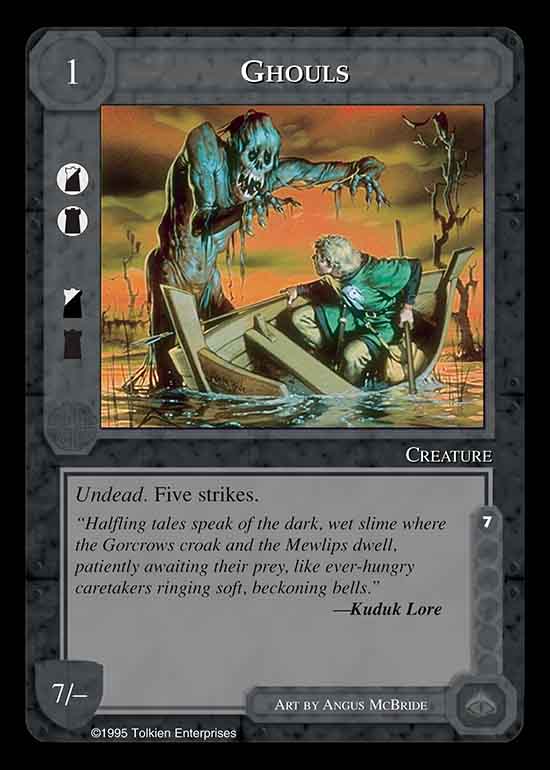 1
GHOULS
CREATURE
Undead. Five strikes.
7
“Halfling tales speak of the dark, wet slime where
the Gorcrows croak and the Mewlips dwell,
patiently awaiting their prey, like ever-hungry
caretakers ringing soft, beckoning bells.”
—Kuduk Lore
7/–
ART BY ANGUS MCBRIDE
©1995 Tolkien Enterprises